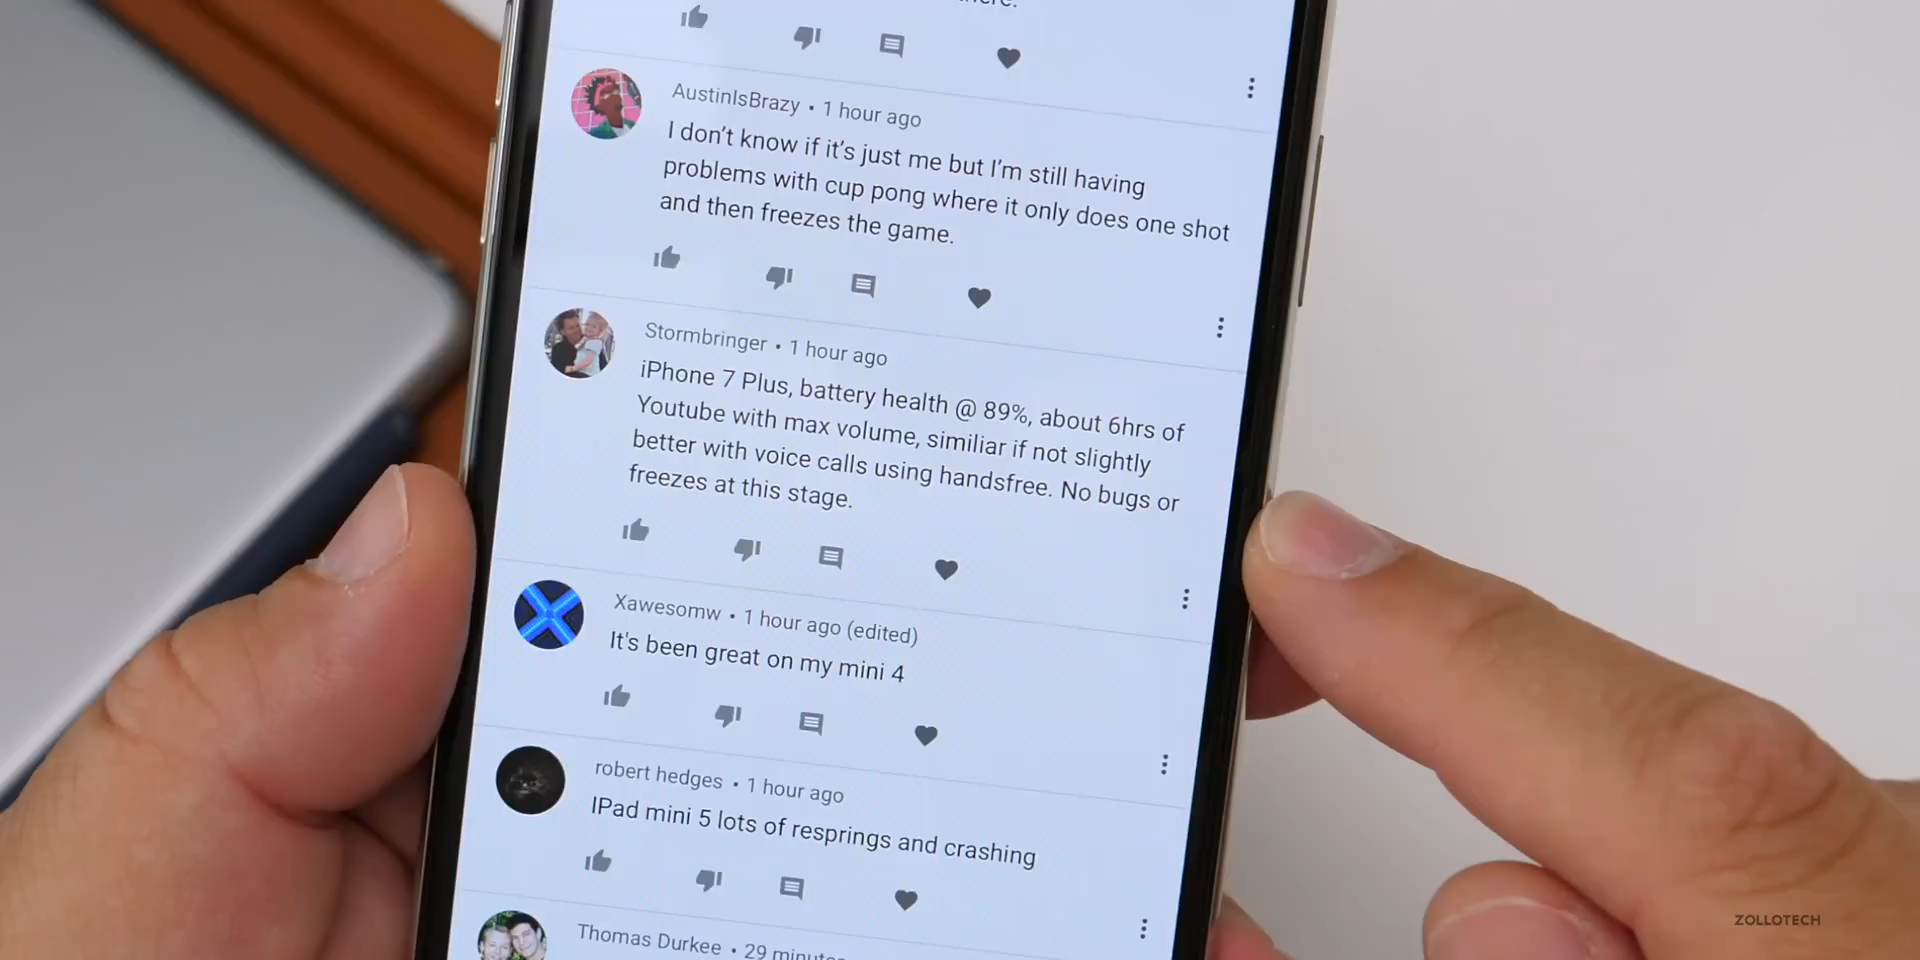 AustinIsBrazy • 1 hour ago
I don't know if it's just me but I'm still having
problems with cup pong where it only does one shot
and then freezes the game.
Stormbringer • 1 hour ago
iPhone 7 Plus, battery health @ 89%, about 6hrs of
Youtube with max volume, similiar if not slightly
better with voice calls using handsfree. No bugs or
freezes at this stage.
Xawesomw • 1 hour ago (edited)
It's been great on my mini 4
robert hedges • 1 hour ago
IPad mini 5 lots of resprings and crashing
Thomas Durkee • 29
ZOLLOTECH